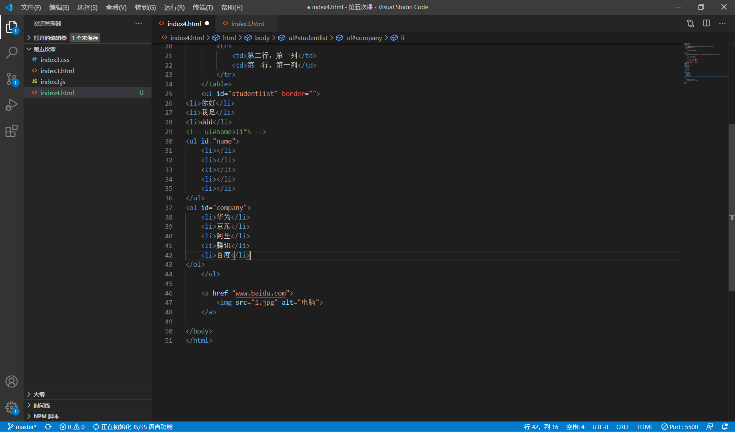 文件(F) 编辑(E) 选择(S) 查看(V) 转到(G) 运行(R) 终端(T) 帮助(H)
● index4.html - 第五次课 - Visual Studio Code
资源管理器 ···
<> index4.html ● <> index3.html
打开的编辑器 1 个未保存
index4.html > html > body > ul#studentlist > ol#company > li
第五次课
# index3.css
<> index3.html
JS index3.js
<> index4.html U
20 <tr>
21 <td>第二行，第一列</td>
22 <td>第二行，第一列</td>
23 </tr>
24 </table>
25 <ul id="studentlist" border="">
26 <li>你好</li>
27 <li>我是</li>
28 <li>ddd</li>
29 <!-- ul#name>li*5 -->
30 <ul id="name">
31 <li></li>
32 <li></li>
33 <li></li>
34 <li></li>
35 <li></li>
36 </ul>
37 <ol id="company">
38 <li>华为</li>
39 <li>京东</li>
40 <li>阿里</li>
41 <li>腾讯</li>
42 <li>百度</li>
43 </ol>
44 </ul>
45
46 <a href "www.baidu.com">
47 <img src="1.jpg" alt="电脑">
48 </a>
49
50 </body>
51 </html>
大纲
时间线
NPM 脚本
master* 0 0 正在初始化 JS/TS 语言功能
行 42，列 16 空格: 4 UTF-8 CRLF HTML Port : 5500